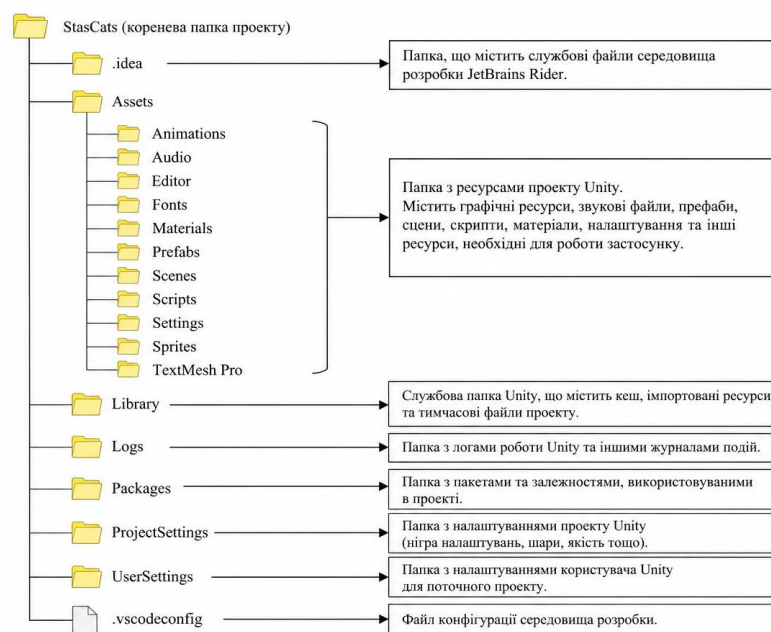 StasCats (коренева папка проекту)
.idea
Папка, що містить службові файли середовища
розробки JetBrains Rider.
Assets
Animations
Audio
Editor
Fonts
Materials
Prefabs
Scenes
Scripts
Settings
Sprites
TextMesh Pro
Папка з ресурсами проекту Unity.
Містить графічні ресурси, звукові файли, префаби,
сцени, скрипти, матеріали, налаштування та інші
ресурси, необхідні для роботи застосунку.
Library
Службова папка Unity, що містить кеш, імпортовані ресурси
та тимчасові файли проекту.
Logs
Папка з логами роботи Unity та іншими журналами подій.
Packages
Папка з пакетами та залежностями, використовуваними
в проекті.
ProjectSettings
Папка з налаштуваннями проекту Unity
(нігра налаштувань, шари, якість тощо).
UserSettings
Папка з налаштуваннями користувача Unity
для поточного проекту.
.vscodeconfig
Файл конфігурації середовища розробки.